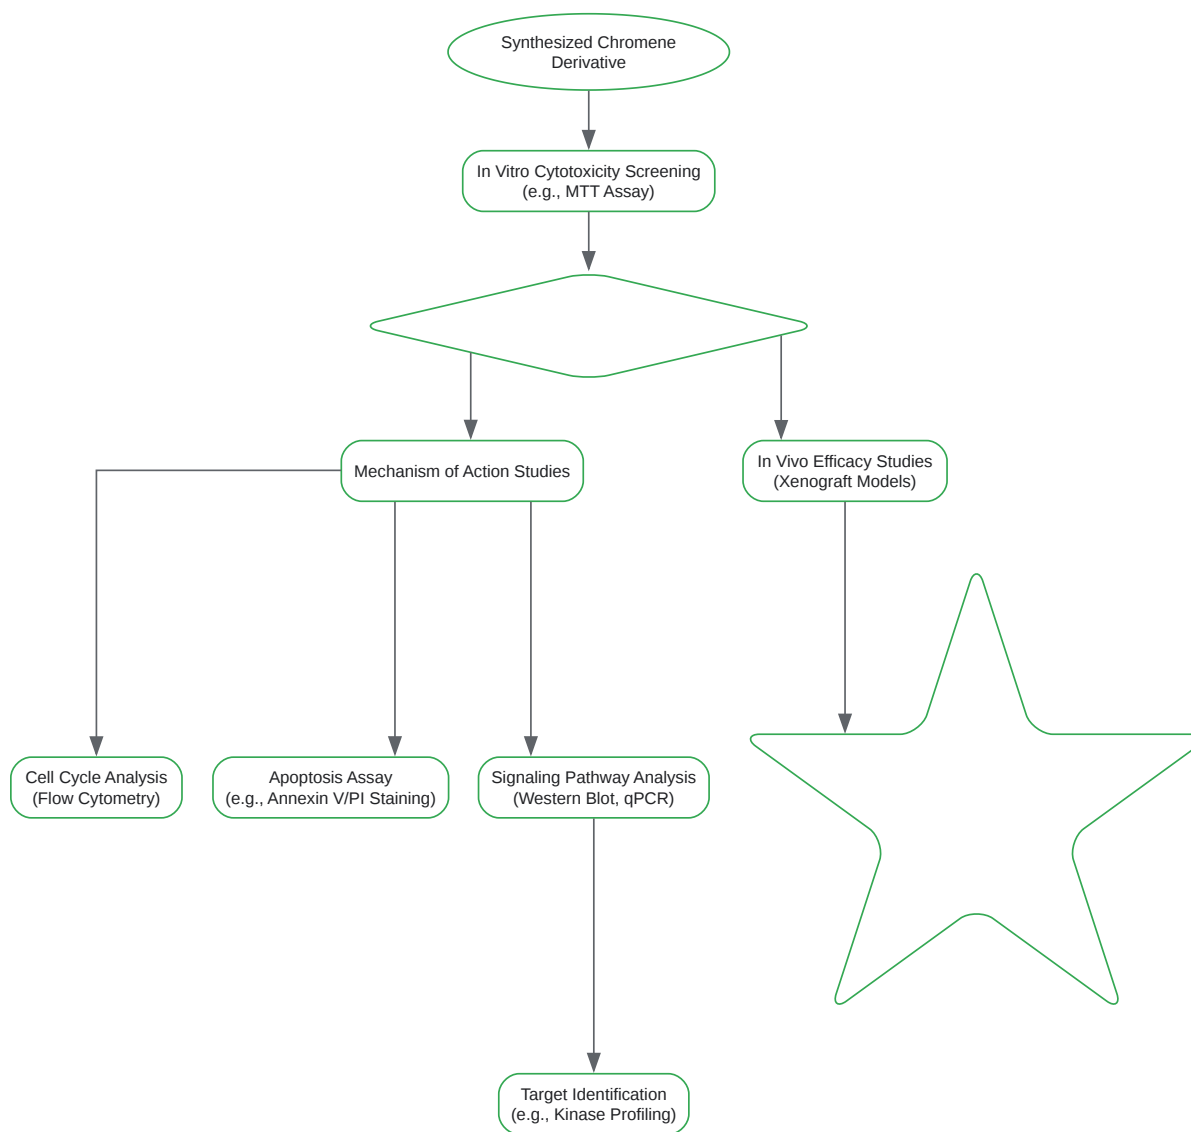 Synthesized Chromene
Derivative
In Vitro Cytotoxicity Screening
(e.g., MTT Assay)
Mechanism of Action Studies
In Vivo Efficacy Studies
(Xenograft Models)
Cell Cycle Analysis
(Flow Cytometry)
Apoptosis Assay
(e.g., Annexin V/PI Staining)
Signaling Pathway Analysis
(Western Blot, qPCR)
Target Identification
(e.g., Kinase Profiling)